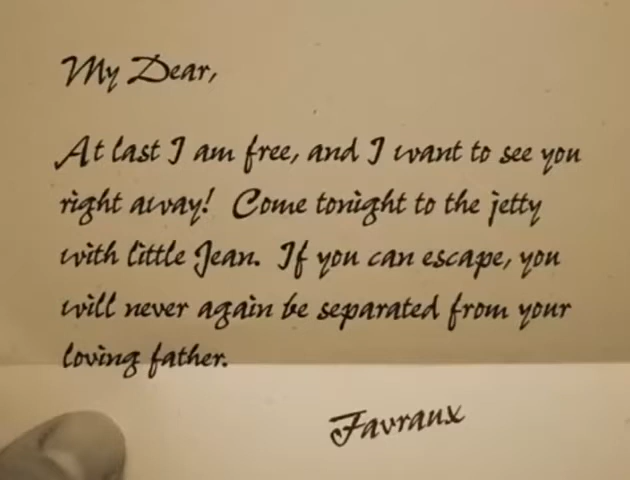 My Dear,
At last I am free, and I want to see you
right away! Come tonight to the jetty
with little Jean. If you can escape, you
will never again be separated from your
loving father.
Favraux